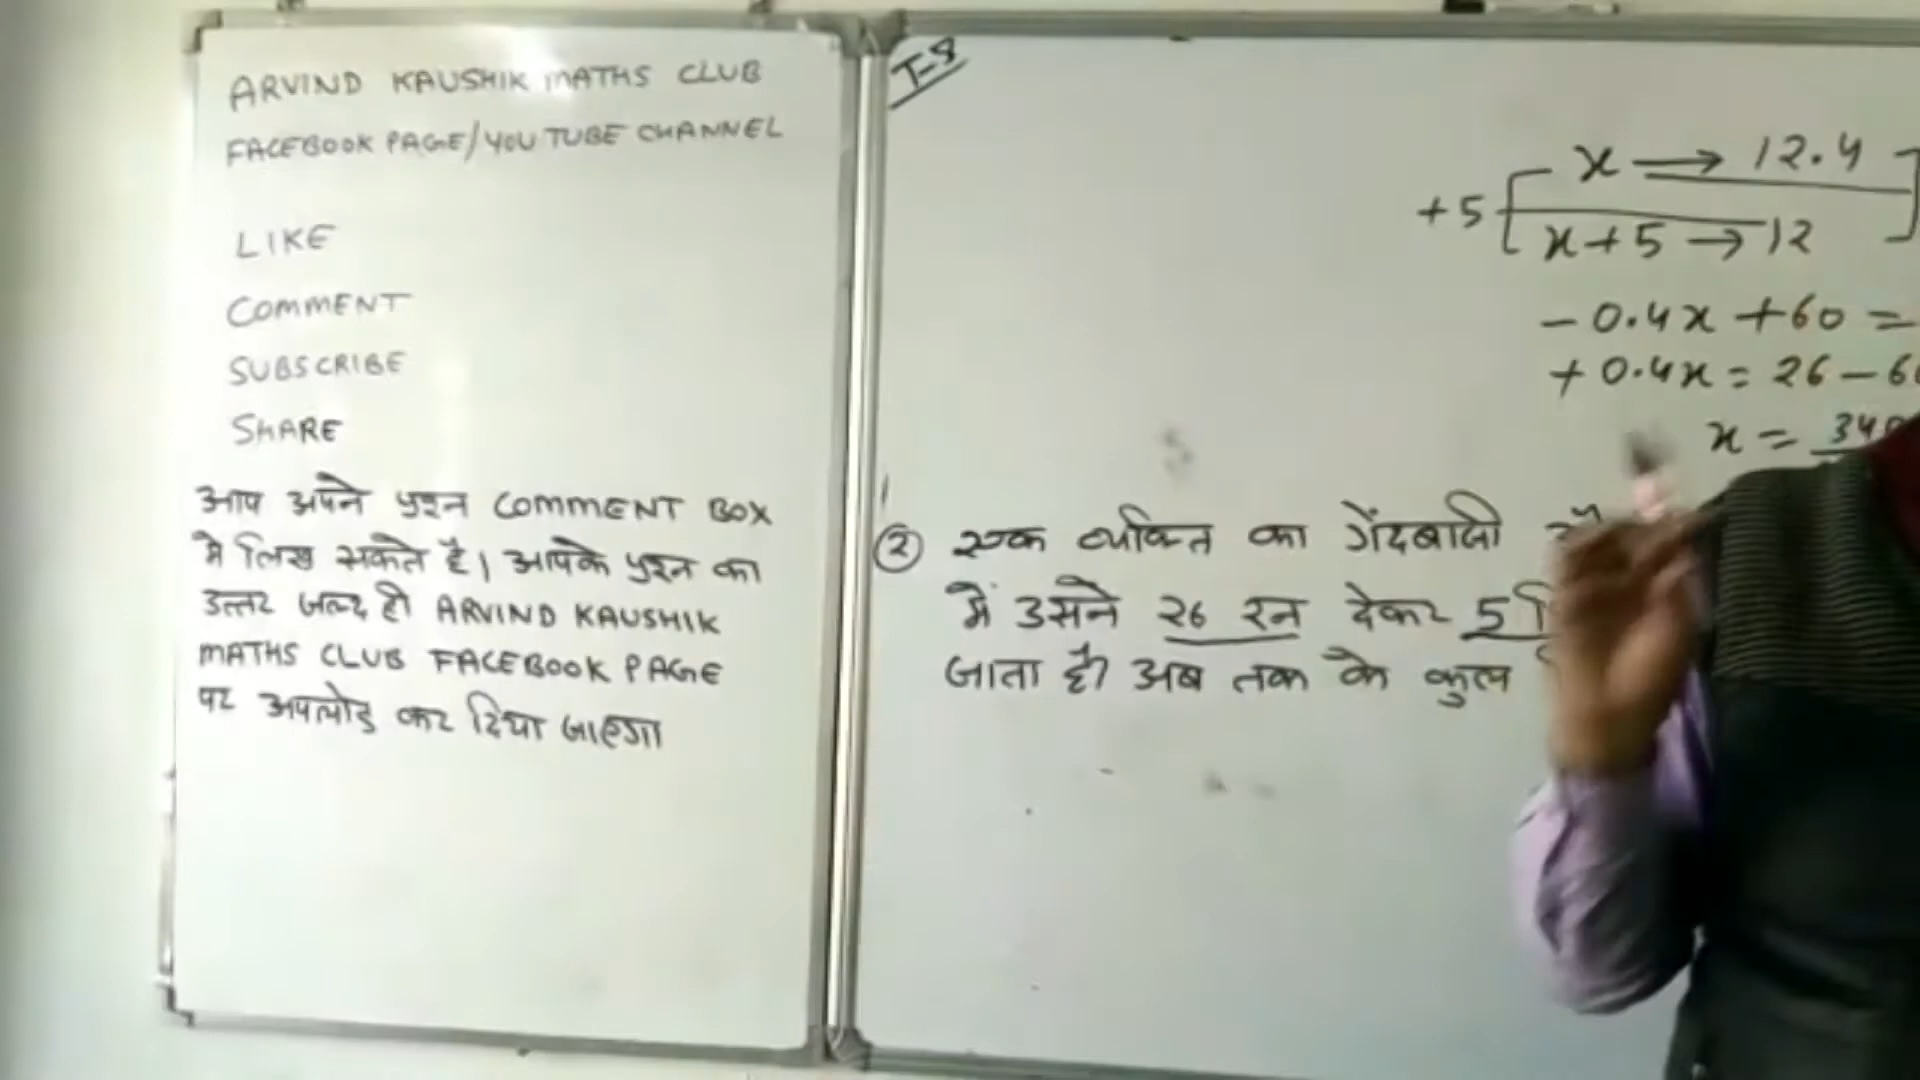 ARVIND KAUSHIK MATHS CLUB
FACEBOOK PAGE/YOU TUBE CHANNEL
LIKE
COMMENT
SUBSCRIBE
SHARE
आप अपने प्रश्न COMMENT BOX
मे लिख सकते है। आपके प्रश्न का
उत्तर जल्द ही ARVIND KAUSHIK
MATHS CLUB FACEBOOK PAGE
पर अपलोड कर दिया जाएगा
T-8
x → 12.4
+5
x+5 → 12
-0.4x +60 =
+0.4x = 26-6
x = 340
② एक व्यक्ति का गेंदबाजी
में उसने 26 रन देकर 5
जाता है। अब तक के कुल